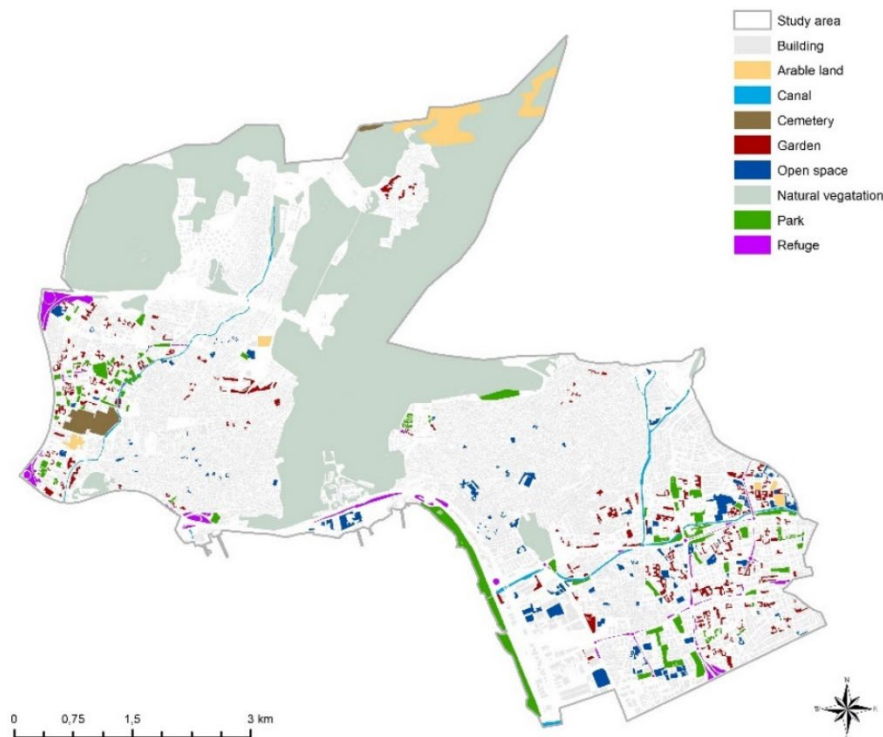 Study area
Building
Arable land
Canal
Cemetery
Garden
Open space
Natural vegatation
Park
Refuge
0 0,75 1,5 3 km
N
W E
S